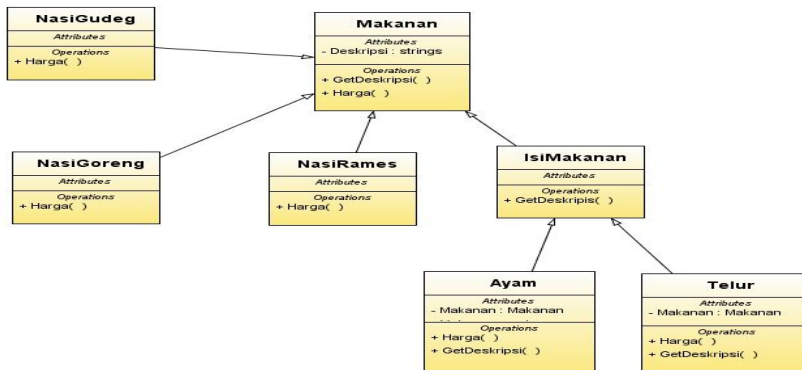 NasiGudeg
Attributes
Operations
+ Harga( )
Makanan
Attributes
- Deskripsi : strings
Operations
+ GetDeskripsi( )
+ Harga( )
NasiGoreng
Attributes
Operations
+ Harga( )
NasiRames
Attributes
Operations
+ Harga( )
IsiMakanan
Attributes
Operations
+ GetDeskripis( )
Ayam
Attributes
- Makanan : Makanan
Operations
+ Harga( )
+ GetDeskripsi( )
Telur
Attributes
- Makanan : Makanan
Operations
+ Harga( )
+ GetDeskripsi( )